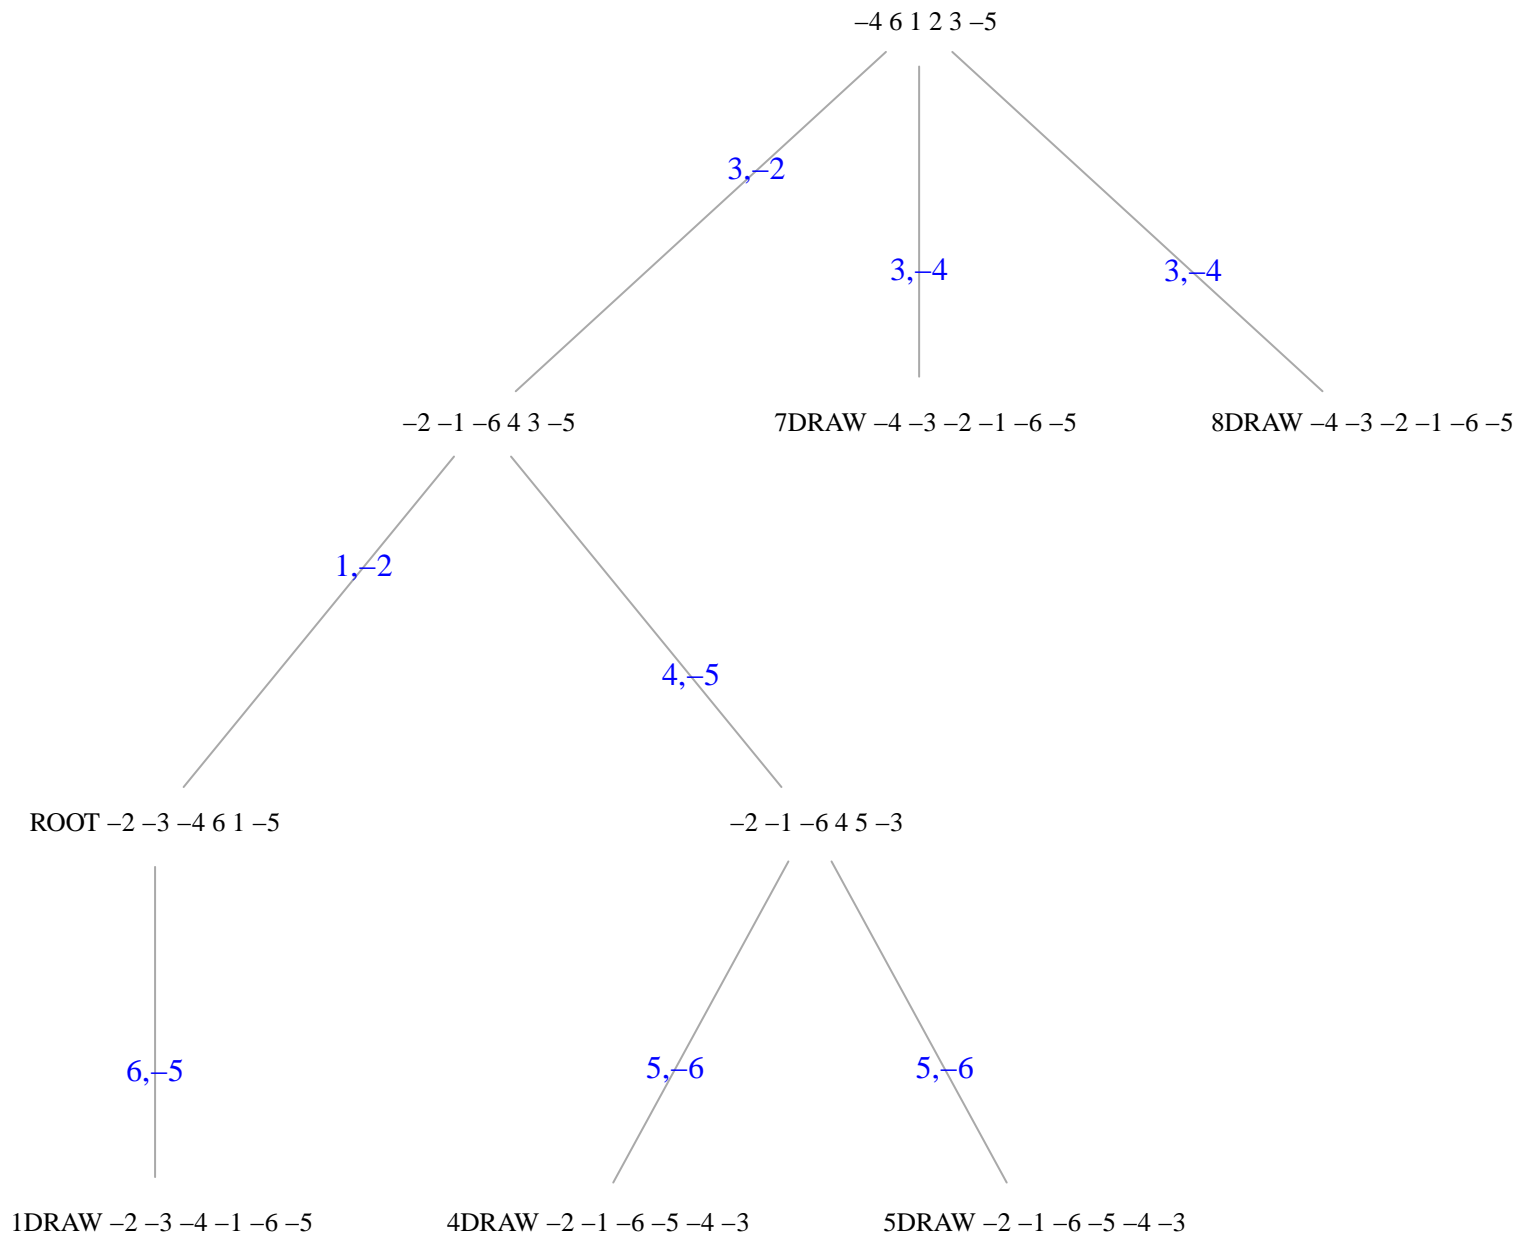 –4 6 1 2 3 –5
3,–2
3,–4
3,–4
–2 –1 –6 4 3 –5
7DRAW –4 –3 –2 –1 –6 –5
8DRAW –4 –3 –2 –1 –6 –5
1,–2
4,–5
ROOT –2 –3 –4 6 1 –5
–2 –1 –6 4 5 –3
6,–5
5,–6
5,–6
1DRAW –2 –3 –4 –1 –6 –5
4DRAW –2 –1 –6 –5 –4 –3
5DRAW –2 –1 –6 –5 –4 –3